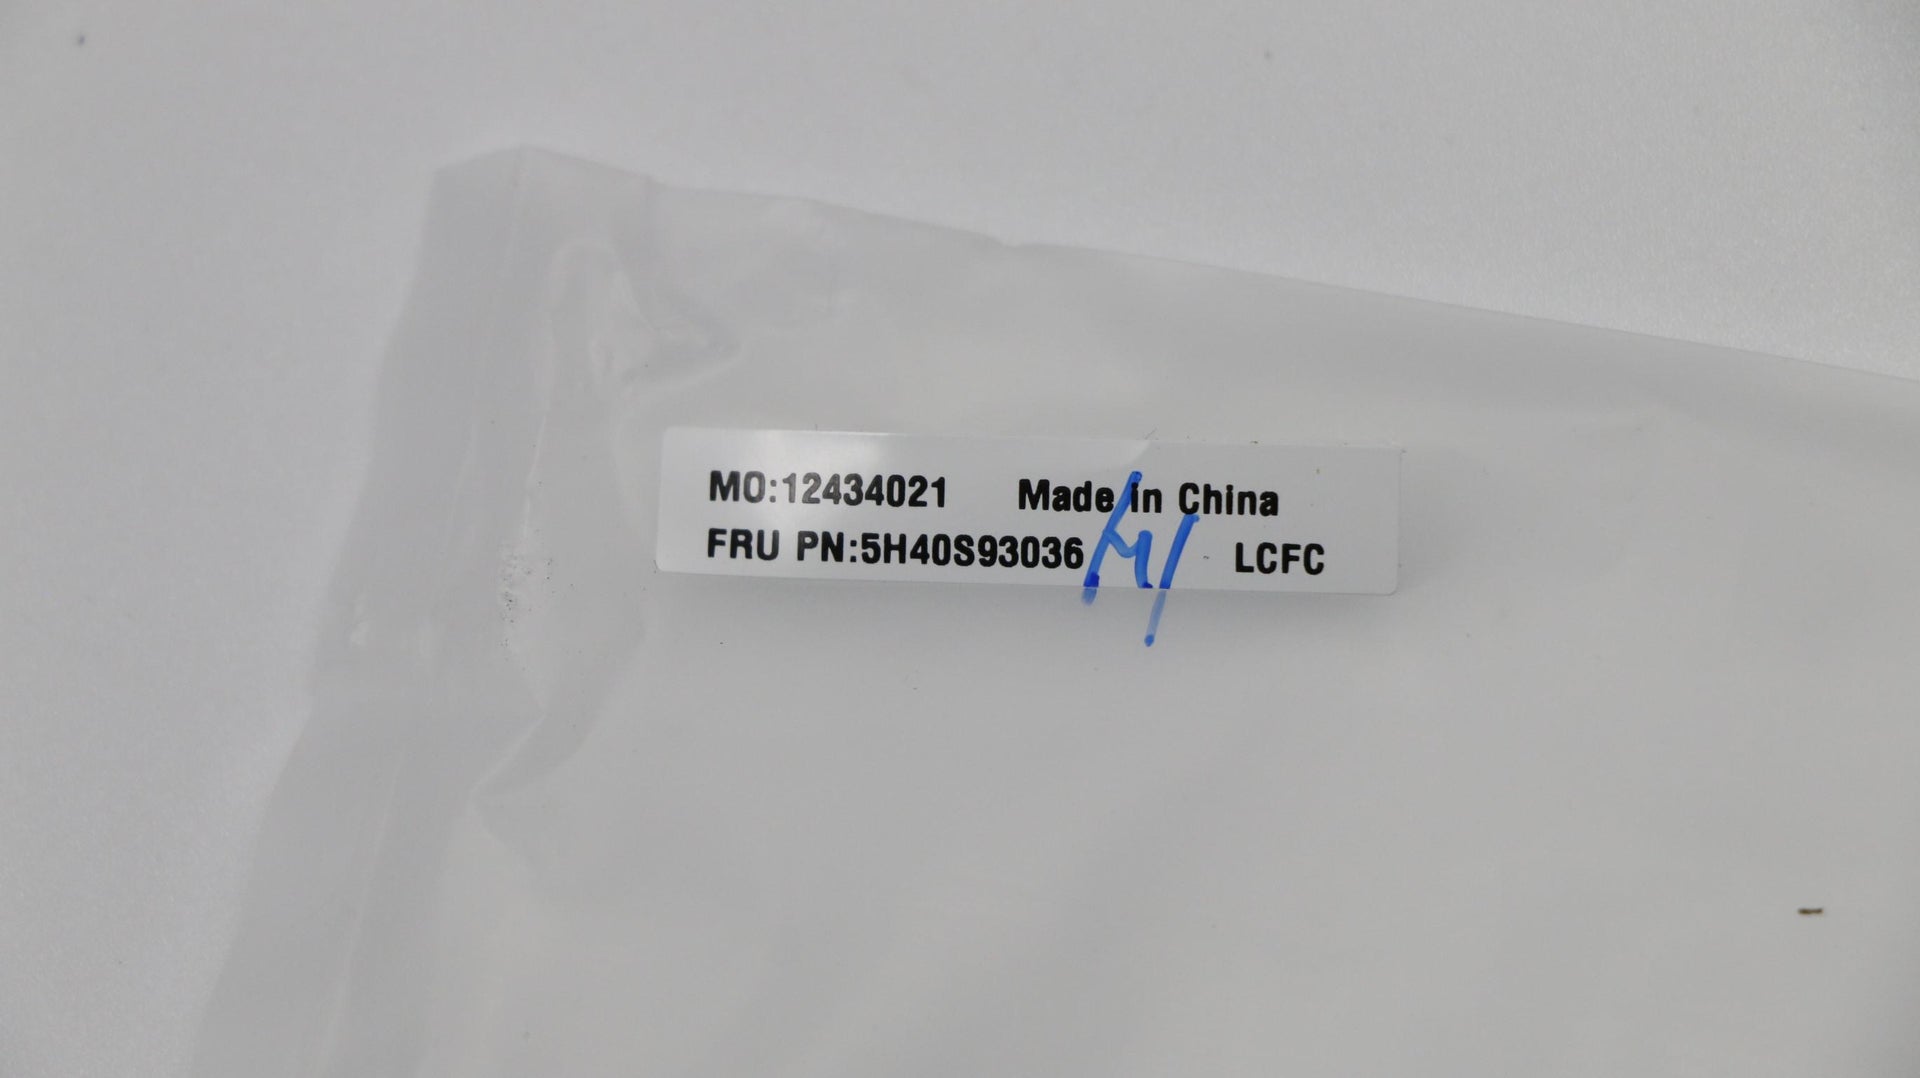 MO:12434021 Made in China
FRU PN:5H40S93036 LCFC